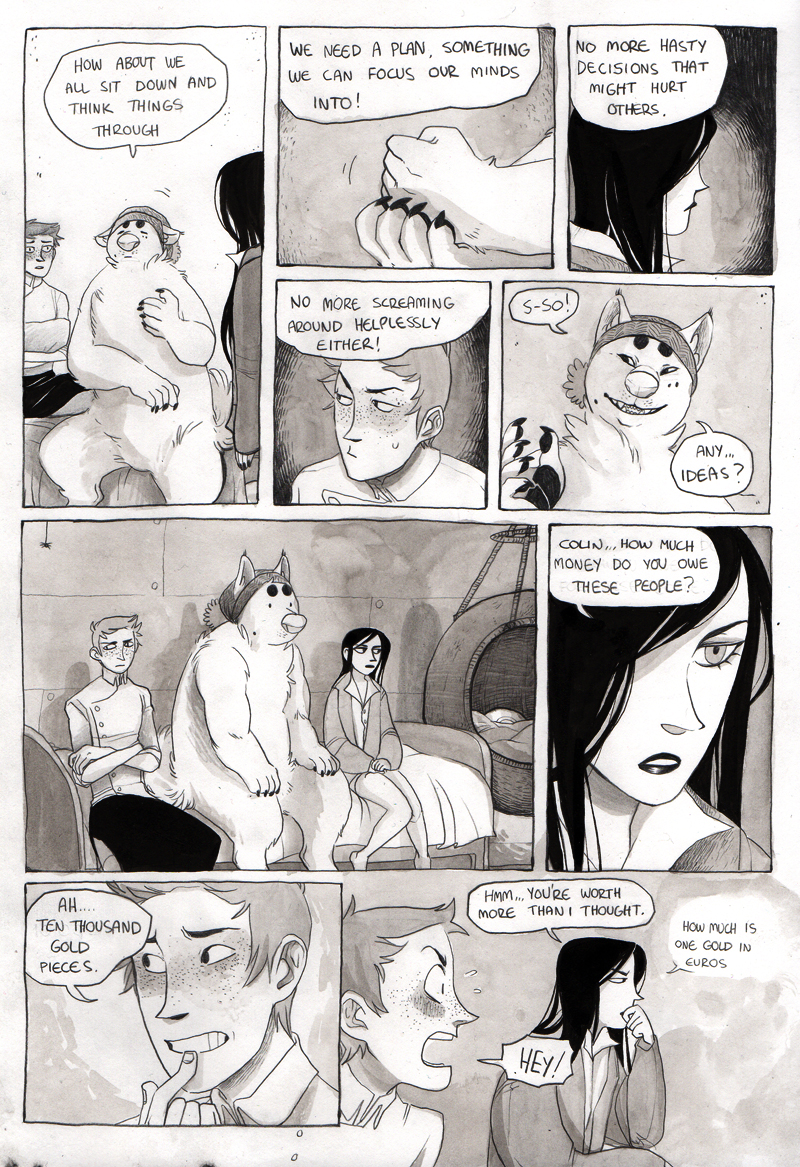 HOW ABOUT WE
ALL SIT DOWN AND
THINK THINGS
THROUGH
WE NEED A PLAN, SOMETHING
WE CAN FOCUS OUR MINDS
INTO!
NO MORE HASTY
DECISIONS THAT
MIGHT HURT
OTHERS.
NO MORE SCREAMING
AROUND HELPLESSLY
EITHER!
S-SO!
ANY...
IDEAS?
COLIN... HOW MUCH
MONEY DO YOU OWE
THESE PEOPLE?
AH....
TEN THOUSAND
GOLD
PIECES.
HMM... YOU'RE WORTH
MORE THAN I THOUGHT.
HEY!
HOW MUCH IS
ONE GOLD IN
EUROS